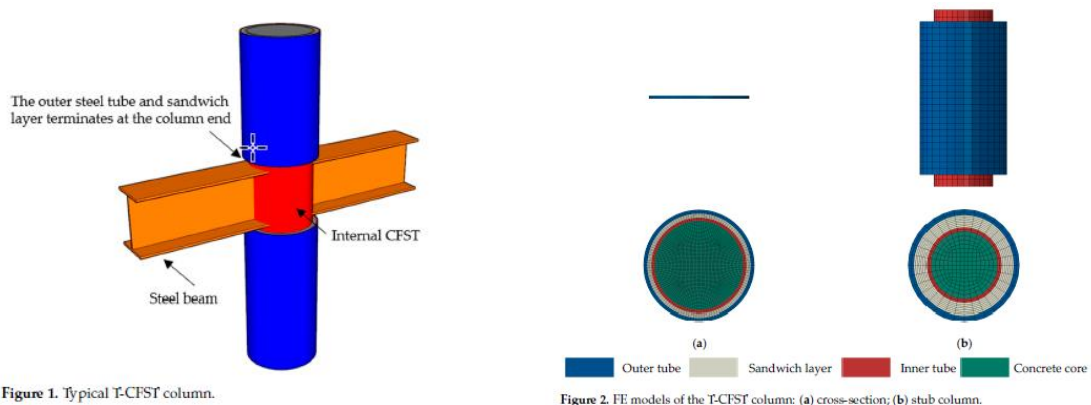 The outer steel tube and sandwich
layer terminates at the column end
Internal CFST
Steel beam
Figure 1. Typical T-CFST column.
(a)
(b)
Outer tube
Sandwich layer
Inner tube
Concrete core
Figure 2. FE models of the T-CFST column: (a) cross-section; (b) stub column.